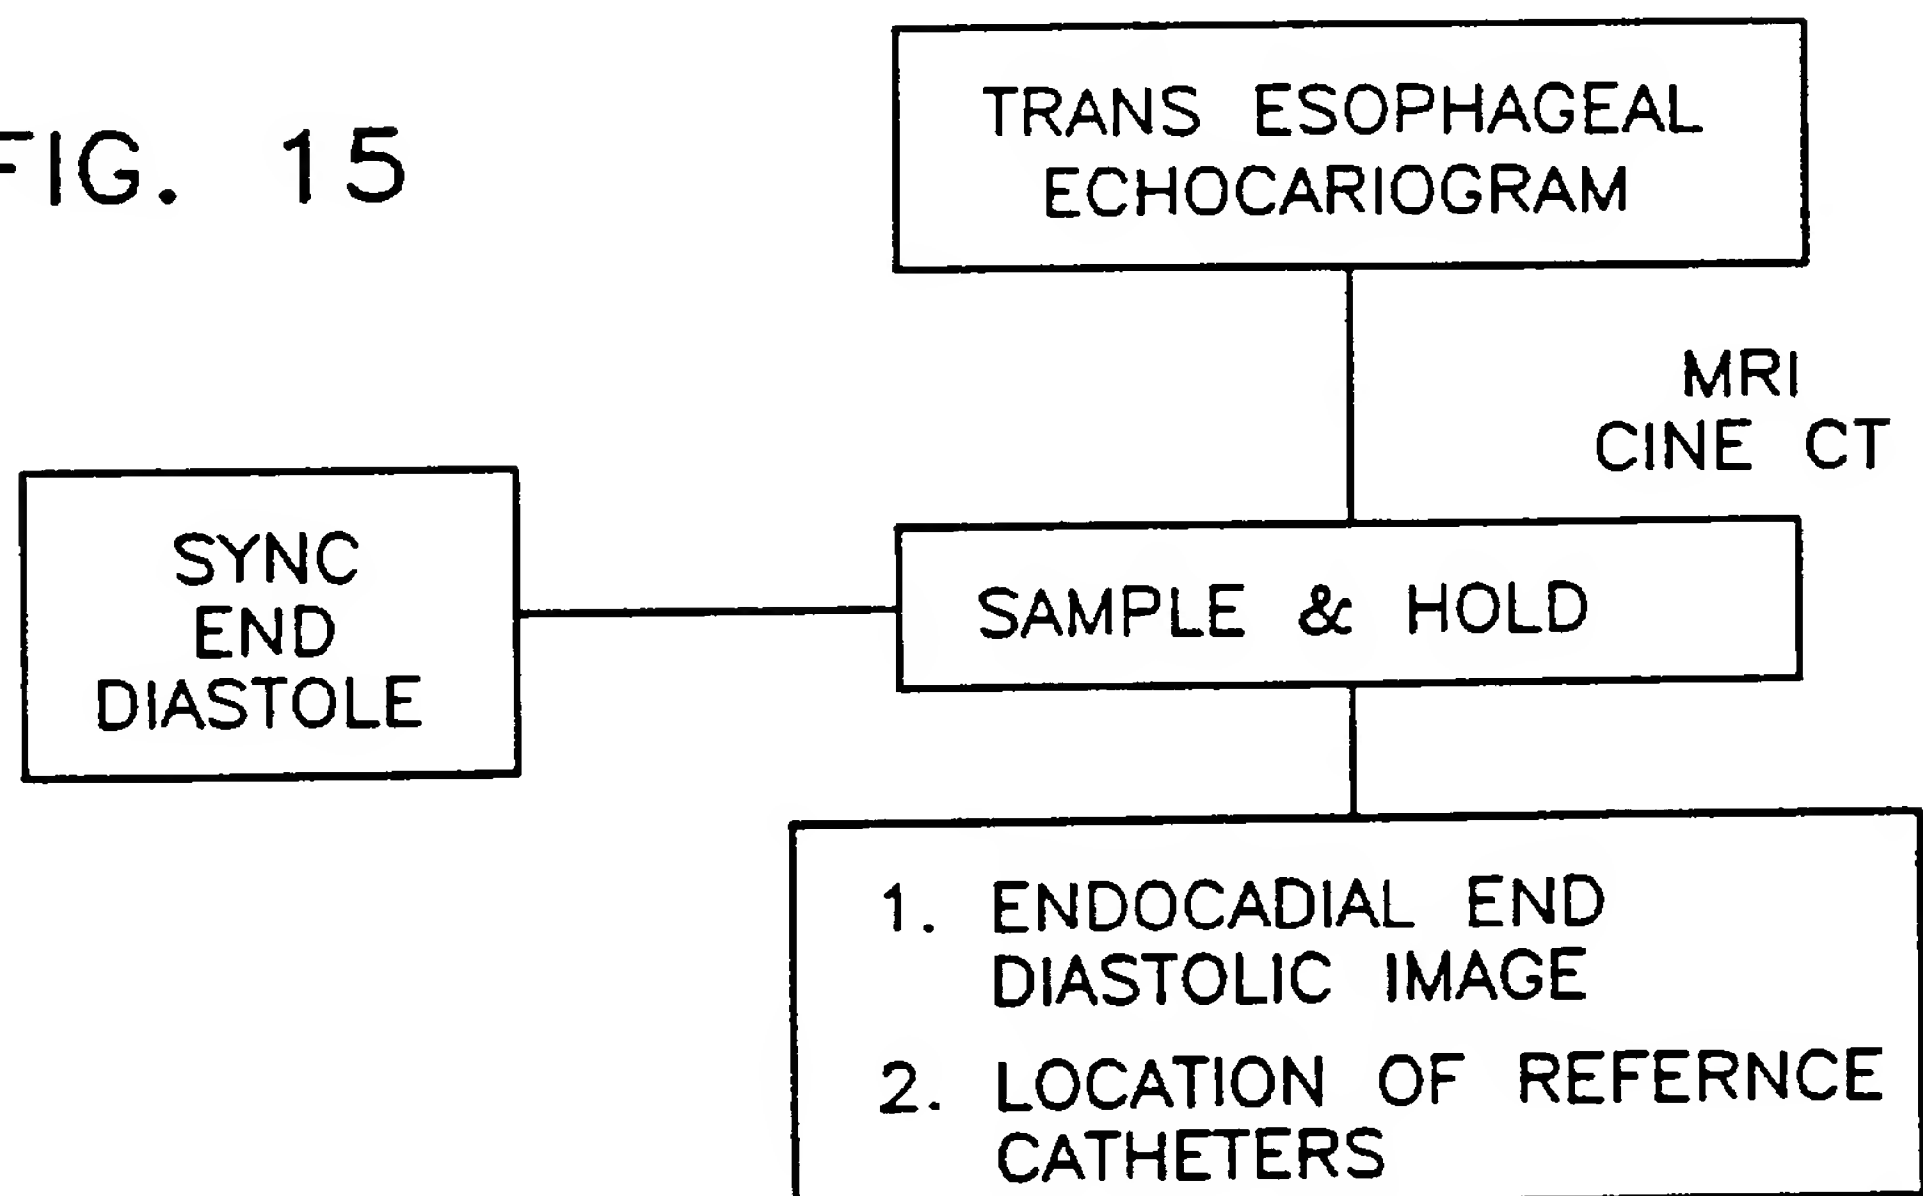 FIG. 15
TRANS ESOPHAGEAL
ECHOCARIOGRAM
MRI
CINE CT
SYNC
END
DIASTOLE
SAMPLE & HOLD
1. ENDOCADIAL END
DIASTOLIC IMAGE
2. LOCATION OF REFERNCE
CATHETERS